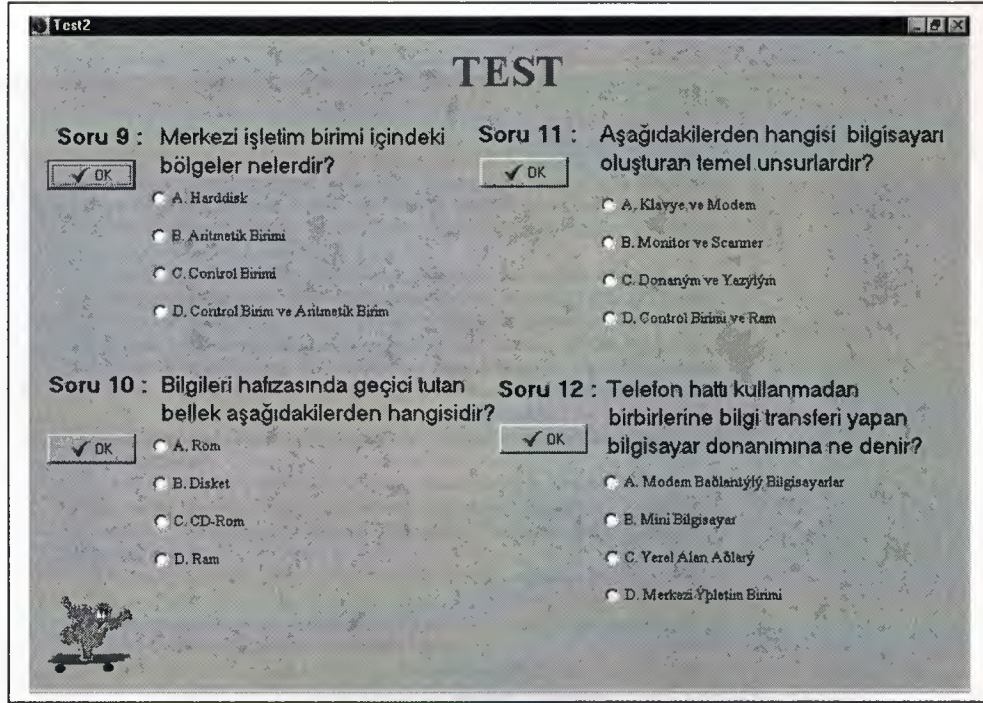 Test2
TEST
Soru 9 : Merkezi işletim birimi içindeki
bölgeler nelerdir?
OK
A. Harddisk
B. Aritmetik Birimi
C. Control Birimi
D. Control Birim ve Aritmetik Birim
Soru 10 : Bilgileri hafızasında geçici tutan
bellek aşağıdakilerden hangisidir?
OK
A. Rom
B. Disket
C. CD-Rom
D. Ram
Soru 11 : Aşağıdakilerden hangisi bilgisayarı
oluşturan temel unsurlardır?
OK
A. Klavye ve Modem
B. Monitor ve Scanner
C. Donaným ve Yazýlým
D. Control Birimi ve Ram
Soru 12 : Telefon hattı kullanmadan
birbirlerine bilgi transferi yapan
bilgisayar donanımına ne denir?
OK
A. Modem Baðlantýlý Bilgisayarlar
B. Mini Bilgisayar
C. Yerel Alan Aðlarý
D. Merkezi Ýþletim Birimi